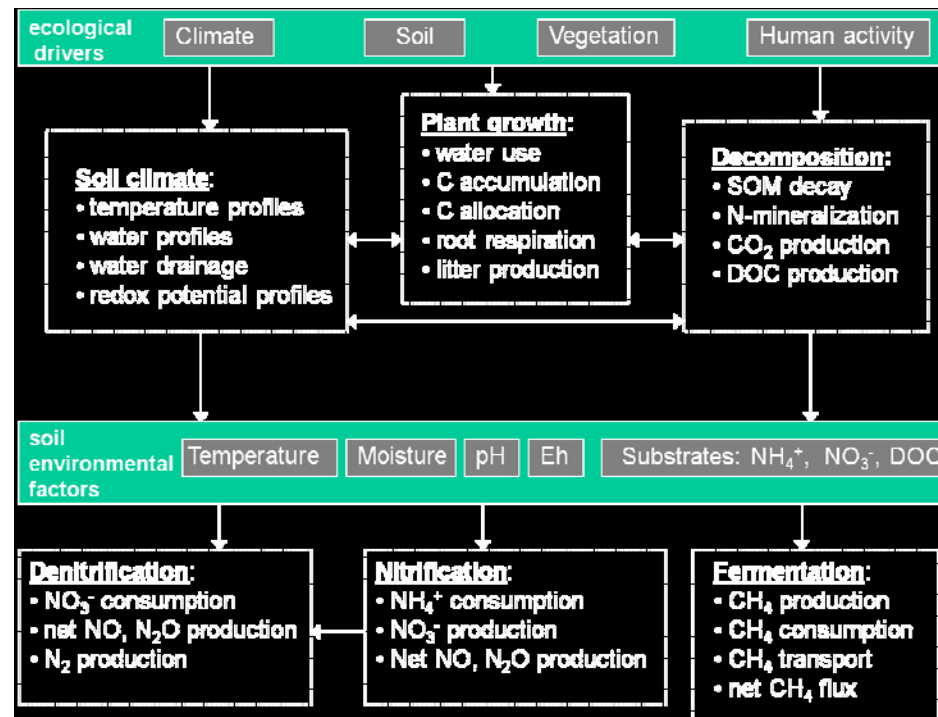 ecological
drivers
Climate
Soil
Vegetation
Human activity
Soil climate:
• temperature profiles
• water profiles
• water drainage
• redox potential profiles
Plant growth:
• water use
• C accumulation
• C allocation
• root respiration
• litter production
Decomposition:
• SOM decay
• N-mineralization
• CO₂ production
• DOC production
soil
environmental
factors
Temperature
Moisture
pH
Eh
Substrates: NH₄⁺, NO₃⁻, DOC
Denitrification:
• NO₃⁻ consumption
• net NO, N₂O production
• N₂ production
Nitrification:
• NH₄⁺ consumption
• NO₃⁻ production
• Net NO, N₂O production
Fermentation:
• CH₄ production
• CH₄ consumption
• CH₄ transport
• net CH₄ flux